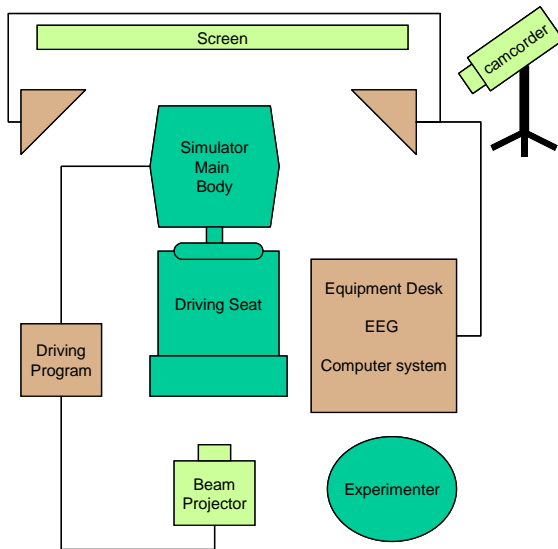 Screen
camcorder
Simulator
Main
Body
Driving Seat
Equipment Desk
EEG
Computer system
Driving
Program
Beam
Projector
Experimenter